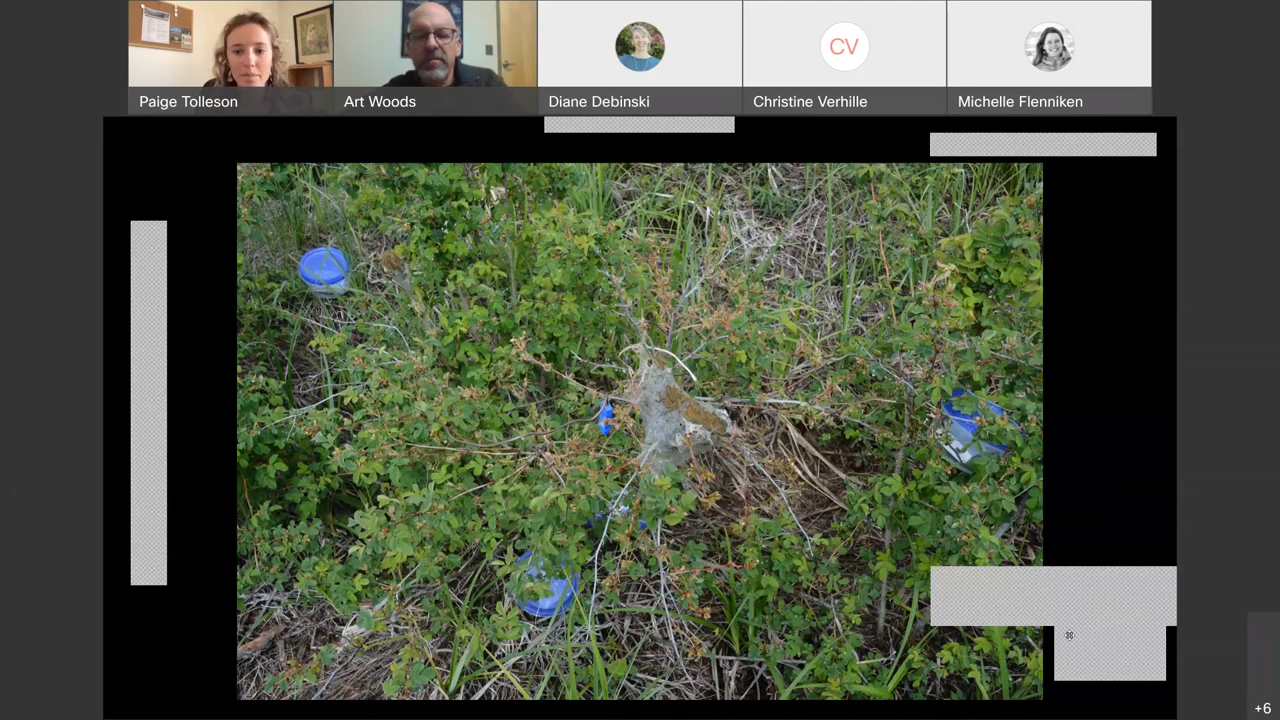 Paige Tolleson
Art Woods
Diane Debinski
CV
Christine Verhille
Michelle Flenniken
+6